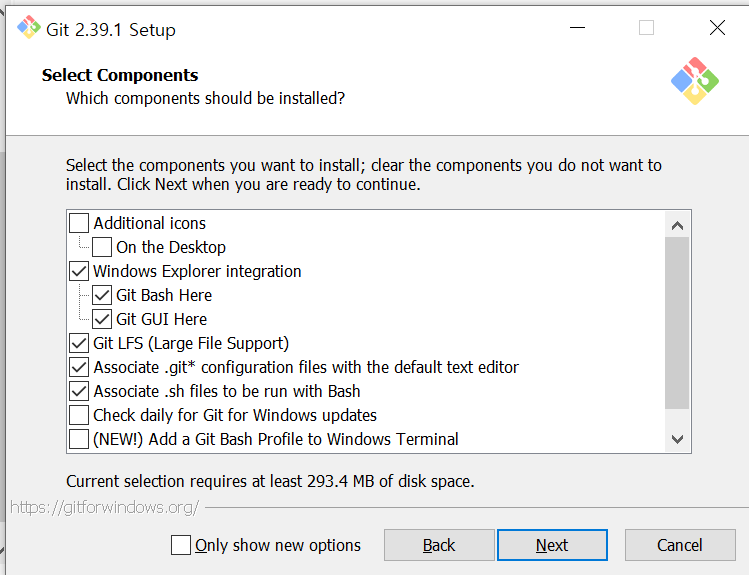 Git 2.39.1 Setup
Select Components
Which components should be installed?
Select the components you want to install; clear the components you do not want to
install. Click Next when you are ready to continue.
Additional icons
On the Desktop
Windows Explorer integration
Git Bash Here
Git GUI Here
Git LFS (Large File Support)
Associate .git* configuration files with the default text editor
Associate .sh files to be run with Bash
Check daily for Git for Windows updates
(NEW!) Add a Git Bash Profile to Windows Terminal
Current selection requires at least 293.4 MB of disk space.
https://gitforwindows.org/
Only show new options
Back
Next
Cancel